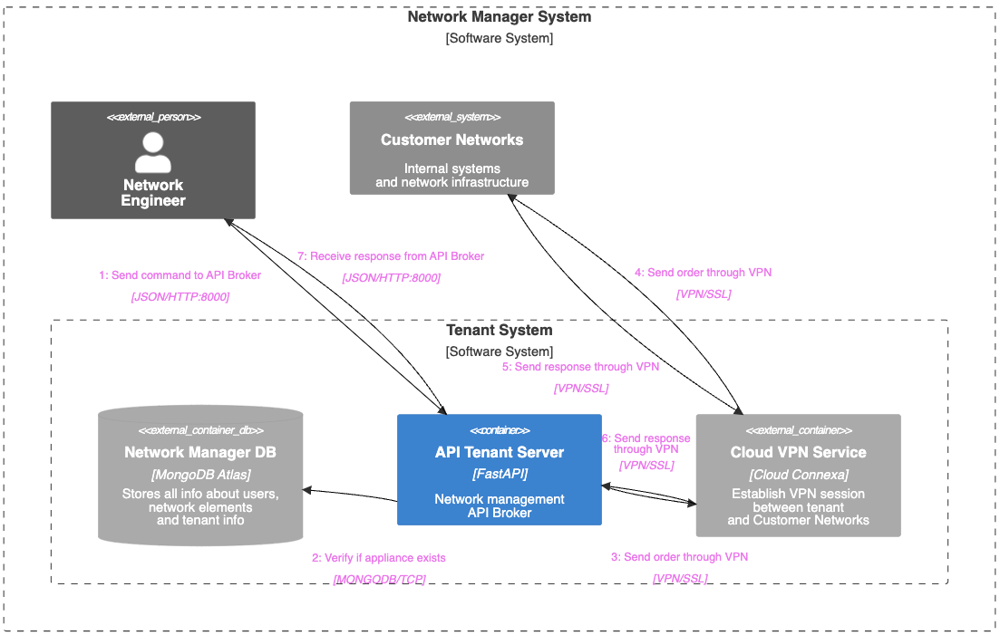 Network Manager System
[Software System]
<<external_person>>
Network
Engineer
<<external_system>>
Customer Networks
Internal systems
and network infrastructure
7: Receive response from API Broker
[JSON/HTTP:8000]
1: Send command to API Broker
[JSON/HTTP:8000]
4: Send order through VPN
[VPN/SSL]
Tenant System
[Software System]
5: Send response through VPN
[VPN/SSL]
<<external_container_db>>
Network Manager DB
[MongoDB Atlas]
Stores all info about users,
network elements
and tenant info
<<container>>
API Tenant Server
[FastAPI]
Network management
API Broker
6: Send response
through VPN
[VPN/SSL]
<<external_container>>
Cloud VPN Service
[Cloud Connexa]
Establish VPN session
between tenant
and Customer Networks
2: Verify if appliance exists
[MONGODB/TCP]
3: Send order through VPN
[VPN/SSL]